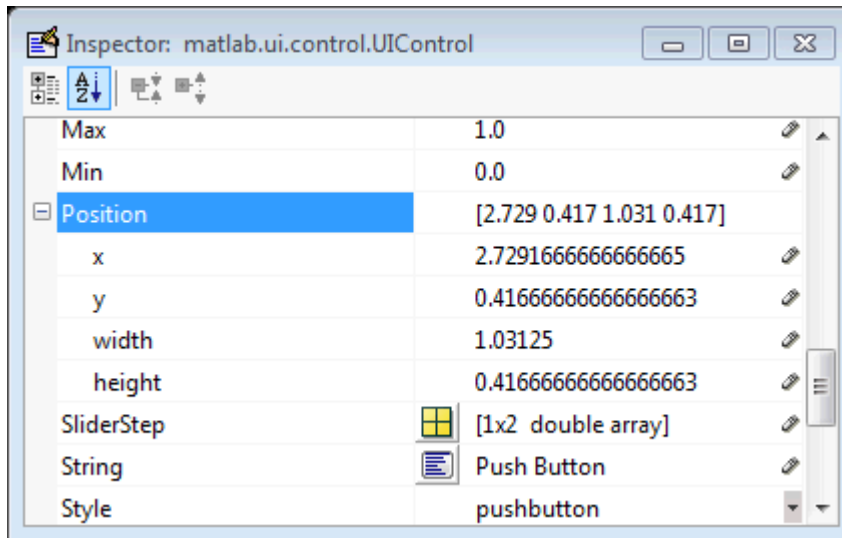 Inspector: matlab.ui.control.UIControl
Max 1.0
Min 0.0
Position [2.729 0.417 1.031 0.417]
x 2.7291666666666665
y 0.41666666666666663
width 1.03125
height 0.41666666666666663
SliderStep [1x2 double array]
String Push Button
Style pushbutton